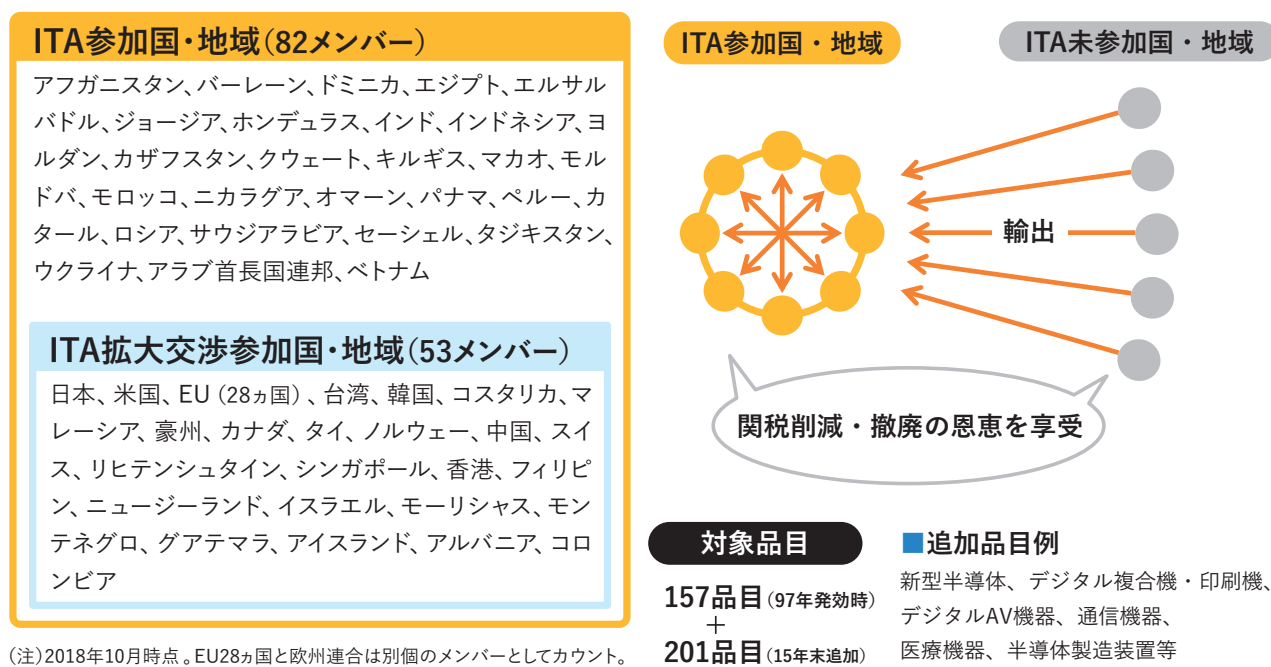 ITA参加国・地域（82メンバー）
アフガニスタン、バーレーン、ドミニカ、エジプト、エルサル
バドル、ジョージア、ホンデュラス、インド、インドネシア、ヨ
ルダン、カザフスタン、クウェート、キルギス、マカオ、モル
ドバ、モロッコ、ニカラグア、オマーン、パナマ、ペルー、カ
タール、ロシア、サウジアラビア、セーシェル、タジキスタン、
ウクライナ、アラブ首長国連邦、ベトナム
ITA拡大交渉参加国・地域（53メンバー）
日本、米国、EU（28ヵ国）、台湾、韓国、コスタリカ、マ
レーシア、豪州、カナダ、タイ、ノルウェー、中国、スイ
ス、リヒテンシュタイン、シンガポール、香港、フィリピ
ン、ニュージーランド、イスラエル、モーリシャス、モン
テネグロ、グアテマラ、アイスランド、アルバニア、コロ
ンビア
（注）2018年10月時点。EU28ヵ国と欧州連合は別個のメンバーとしてカウント。
ITA参加国・地域
ITA未参加国・地域
輸出
関税削減・撤廃の恩恵を享受
対象品目
157品目（97年発効時）
＋
201品目（15年末追加）
■追加品目例
新型半導体、デジタル複合機・印刷機、
デジタルAV機器、通信機器、
医療機器、半導体製造装置等